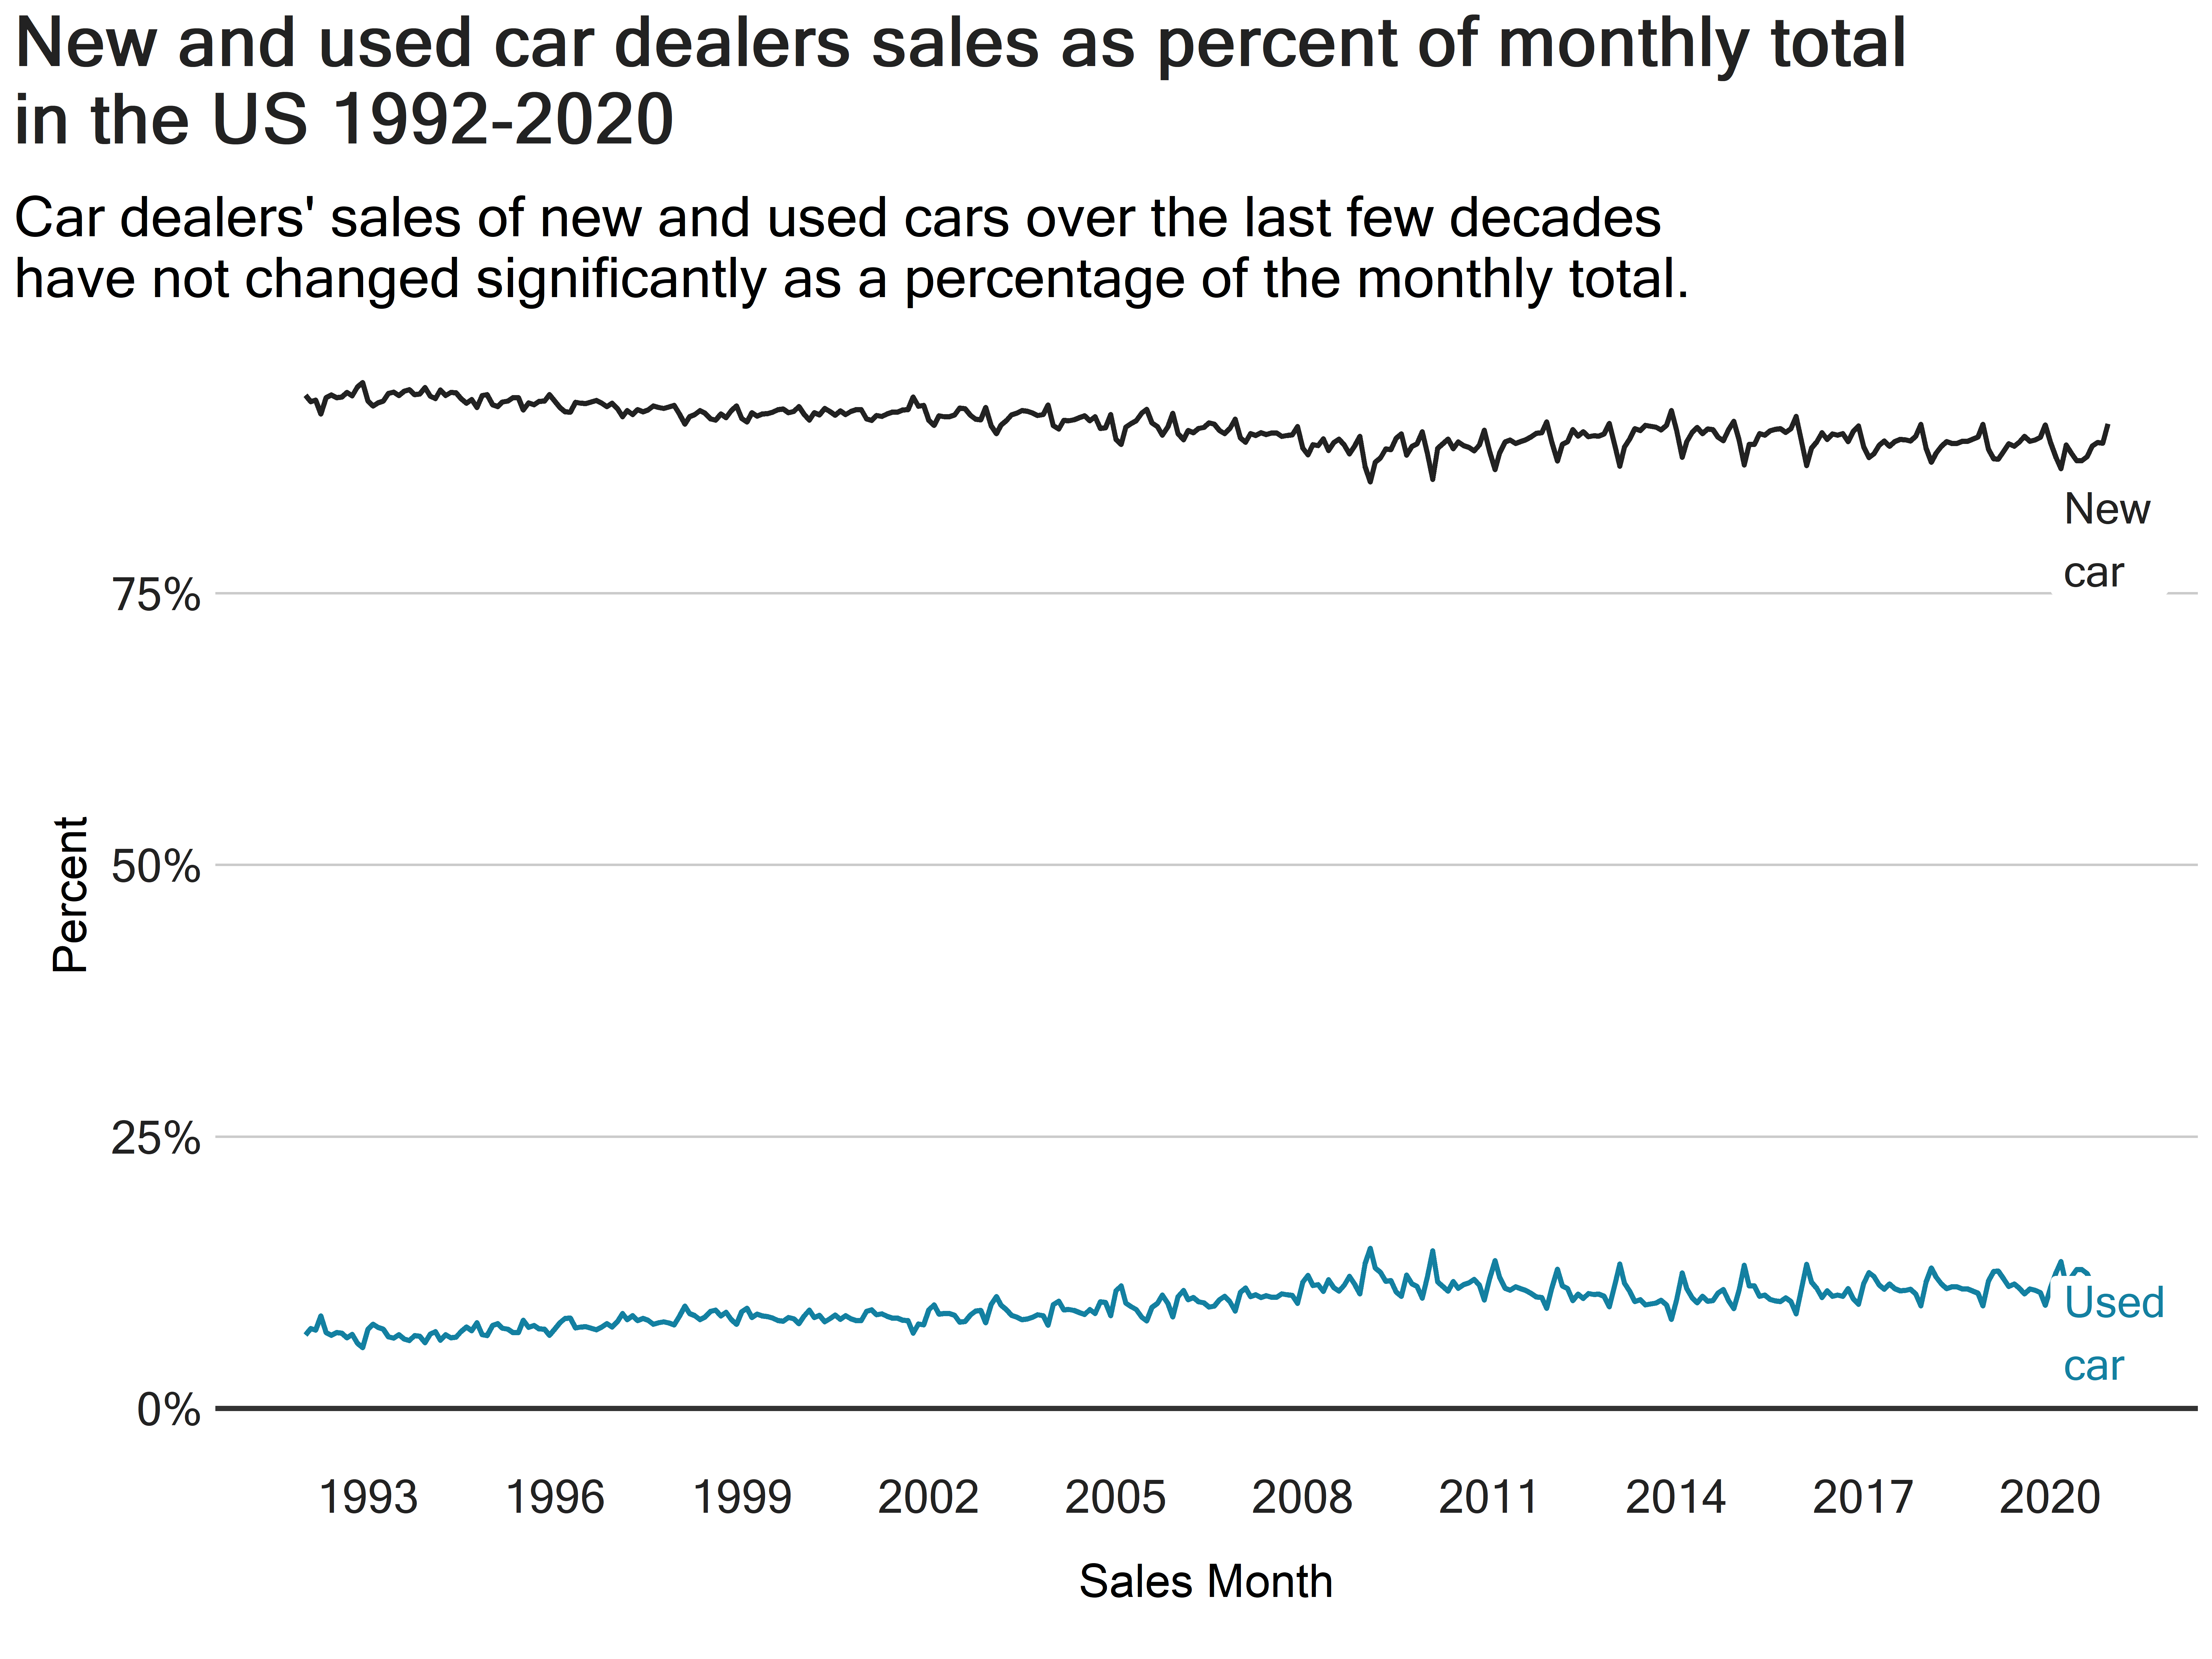 New and used car dealers sales as percent of monthly total
in the US 1992-2020
Car dealers' sales of new and used cars over the last few decades
have not changed significantly as a percentage of the monthly total.
New
car
75%
50%
Percent
25%
Used
car
0%
1993 1996 1999 2002 2005 2008 2011 2014 2017 2020
Sales Month